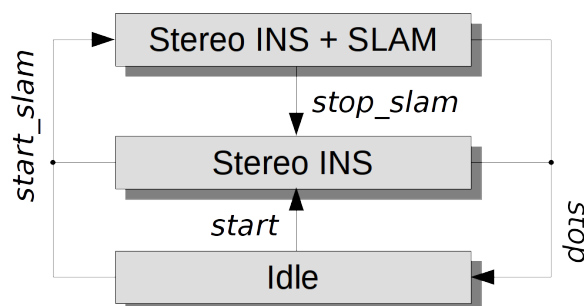 Stereo INS + SLAM
start_slam
stop_slam
Stereo INS
start
stop
Idle